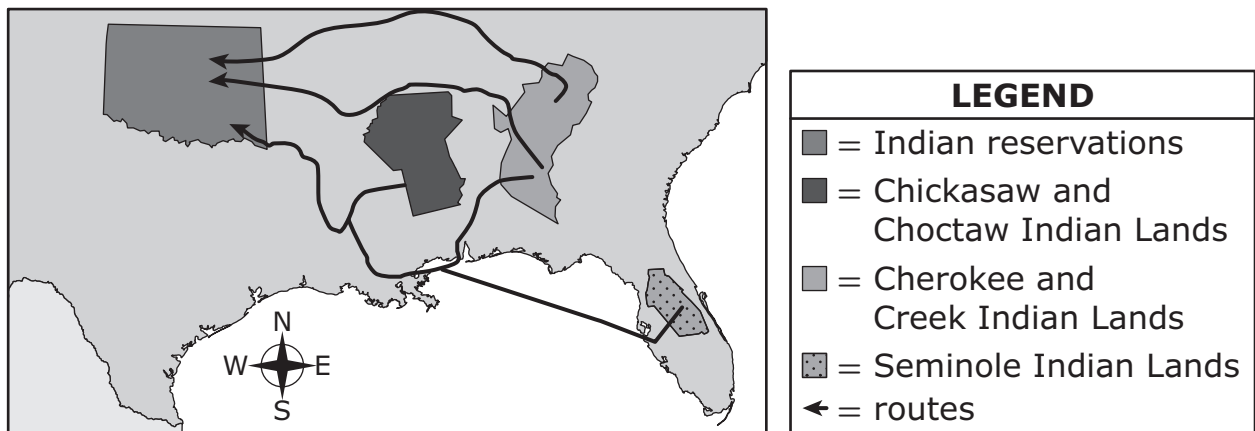 N
W E
S
LEGEND
= Indian reservations
= Chickasaw and
Choctaw Indian Lands
= Cherokee and
Creek Indian Lands
= Seminole Indian Lands
= routes